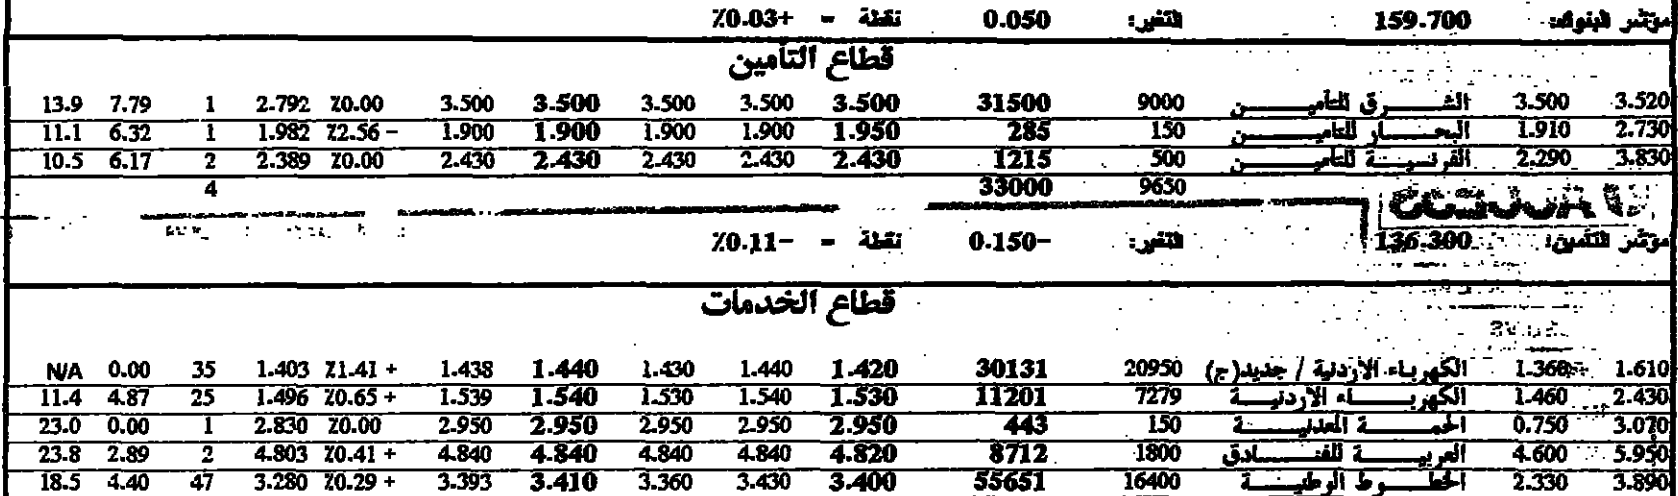 مؤشر البنوك: 159.700 التغير: 0.050 نقطة = +0.03٪
قطاع التأمين
3.520 3.500 الشرق للتأمين 9000 31500 3.500 3.500 3.500 3.500 3.500 0.00٪ 2.792 1 7.79 13.9
2.730 1.910 البحار للتامين 150 285 1.950 1.900 1.900 1.900 1.900 2.56٪ - 1.982 1 6.32 11.1
3.830 2.290 الفرنسية للتأمين 500 1215 2.430 2.430 2.430 2.430 2.430 0.00٪ 2.389 2 6.17 10.5
9650 33000 4
مؤشر التأمين: 136.300 التغير: -0.150 نقطة = -0.11٪
قطاع الخدمات
1.610 1.360 الكهرباء الاردنية / جديد(ج) 20950 30131 1.420 1.440 1.430 1.440 1.438 1.41٪ + 1.403 35 0.00 N/A
2.430 1.460 الكهرباء الاردنية 7279 11201 1.530 1.540 1.530 1.540 1.539 0.65٪ + 1.496 25 4.87 11.4
3.070 0.750 الحمة المعدنية 150 443 2.950 2.950 2.950 2.950 2.950 0.00٪ 2.830 1 0.00 23.0
5.950 4.600 العربية للفنادق 1800 8712 4.820 4.840 4.840 4.840 4.840 0.41٪ + 4.803 2 2.89 23.8
3.890 2.330 الخطوط الوطنية 16400 55651 3.400 3.430 3.360 3.410 3.393 0.29٪ + 3.280 47 4.40 18.5